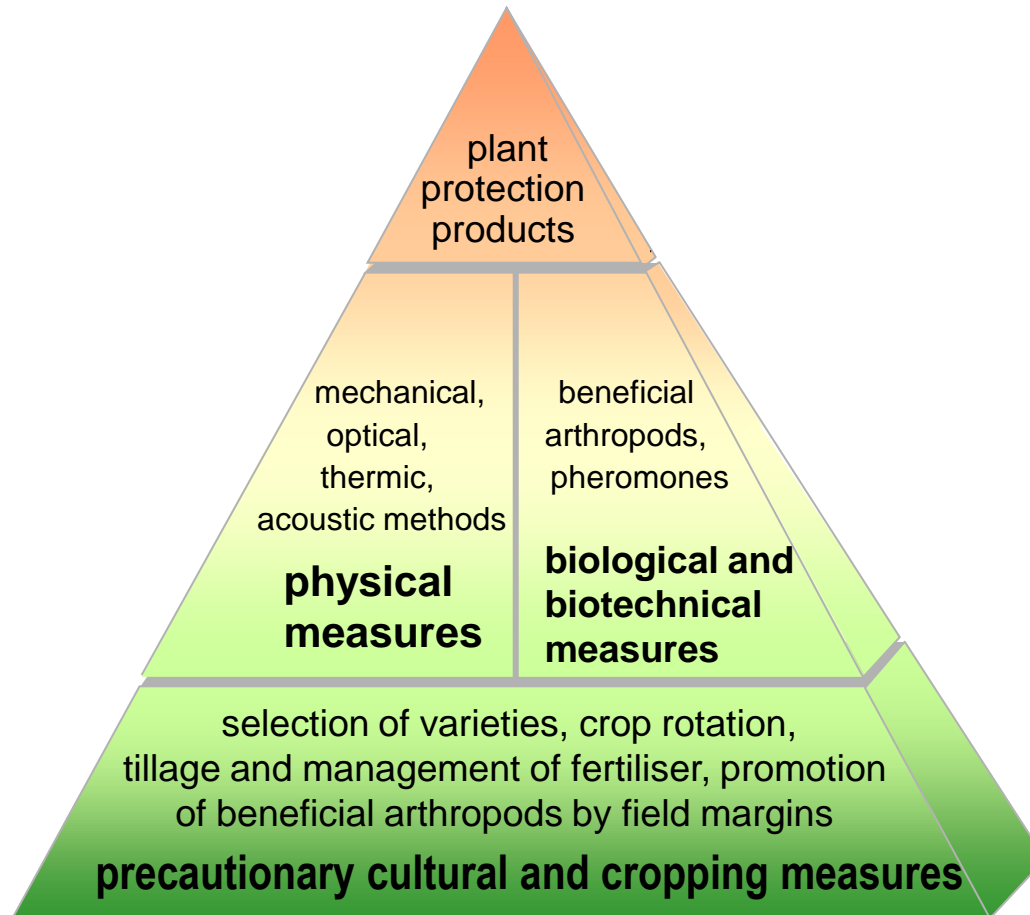 plant
protection
products
mechanical,
optical,
thermic,
acoustic methods
physical
measures
beneficial
arthropods,
pheromones
biological and
biotechnical
measures
selection of varieties, crop rotation,
tillage and management of fertiliser, promotion
of beneficial arthropods by field margins
precautionary cultural and cropping measures